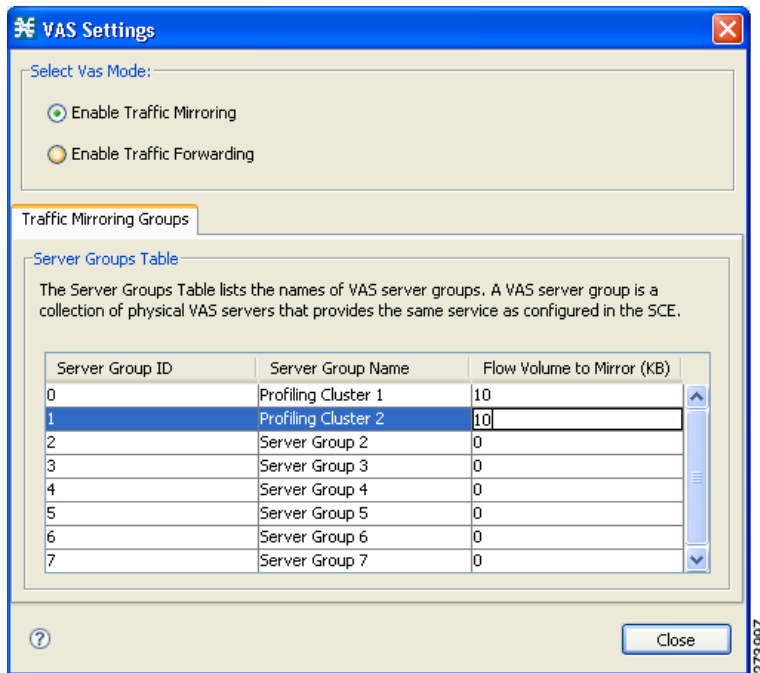 VAS Settings
Select Vas Mode:
Enable Traffic Mirroring
Enable Traffic Forwarding
Traffic Mirroring Groups
Server Groups Table
The Server Groups Table lists the names of VAS server groups. A VAS server group is a
collection of physical VAS servers that provides the same service as configured in the SCE.
Server Group ID Server Group Name Flow Volume to Mirror (KB)
0 Profiling Cluster 1 10
1 Profiling Cluster 2 10
2 Server Group 2 0
3 Server Group 3 0
4 Server Group 4 0
5 Server Group 5 0
6 Server Group 6 0
7 Server Group 7 0
?
Close
273997